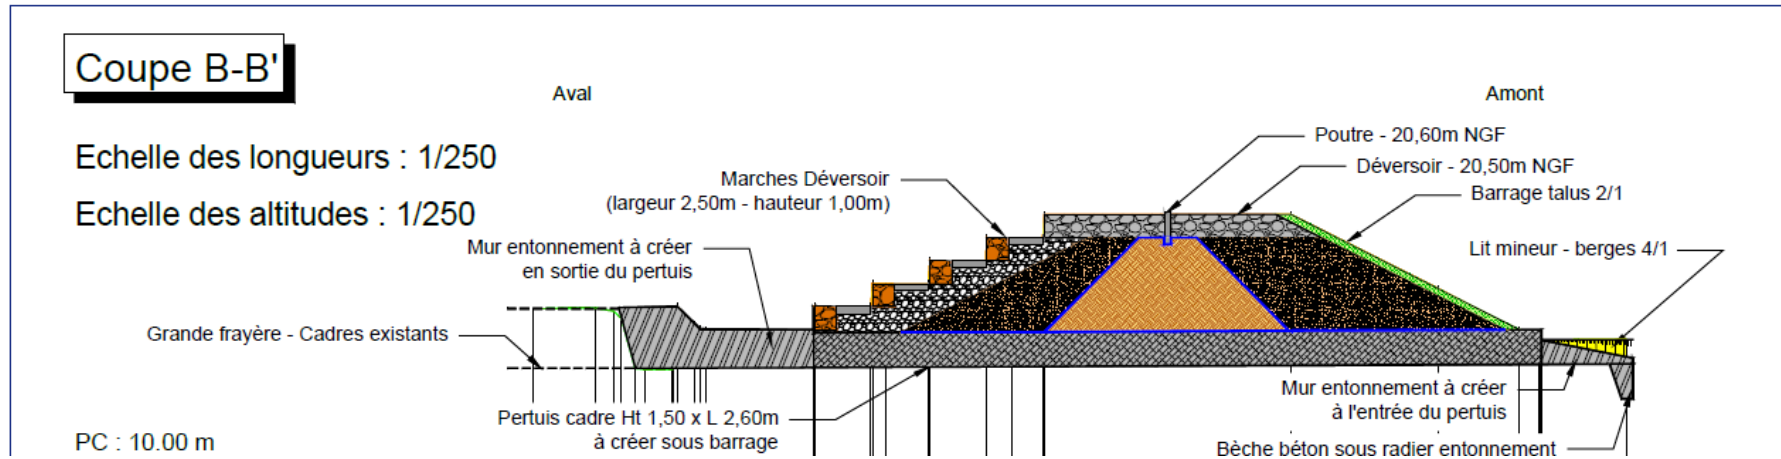 Coupe B-B'
Aval
Amont
Poutre - 20,60m NGF
Echelle des longueurs : 1/250
Déversoir - 20,50m NGF
Marches Déversoir
(largeur 2,50m - hauteur 1,00m)
Barrage talus 2/1
Echelle des altitudes : 1/250
Mur entonnement à créer
en sortie du pertuis
Lit mineur - berges 4/1
Grande frayère - Cadres existants
Mur entonnement à créer
à l'entrée du pertuis
Pertuis cadre Ht 1,50 x L 2,60m
à créer sous barrage
PC : 10.00 m
Bèche béton sous radier entonnement